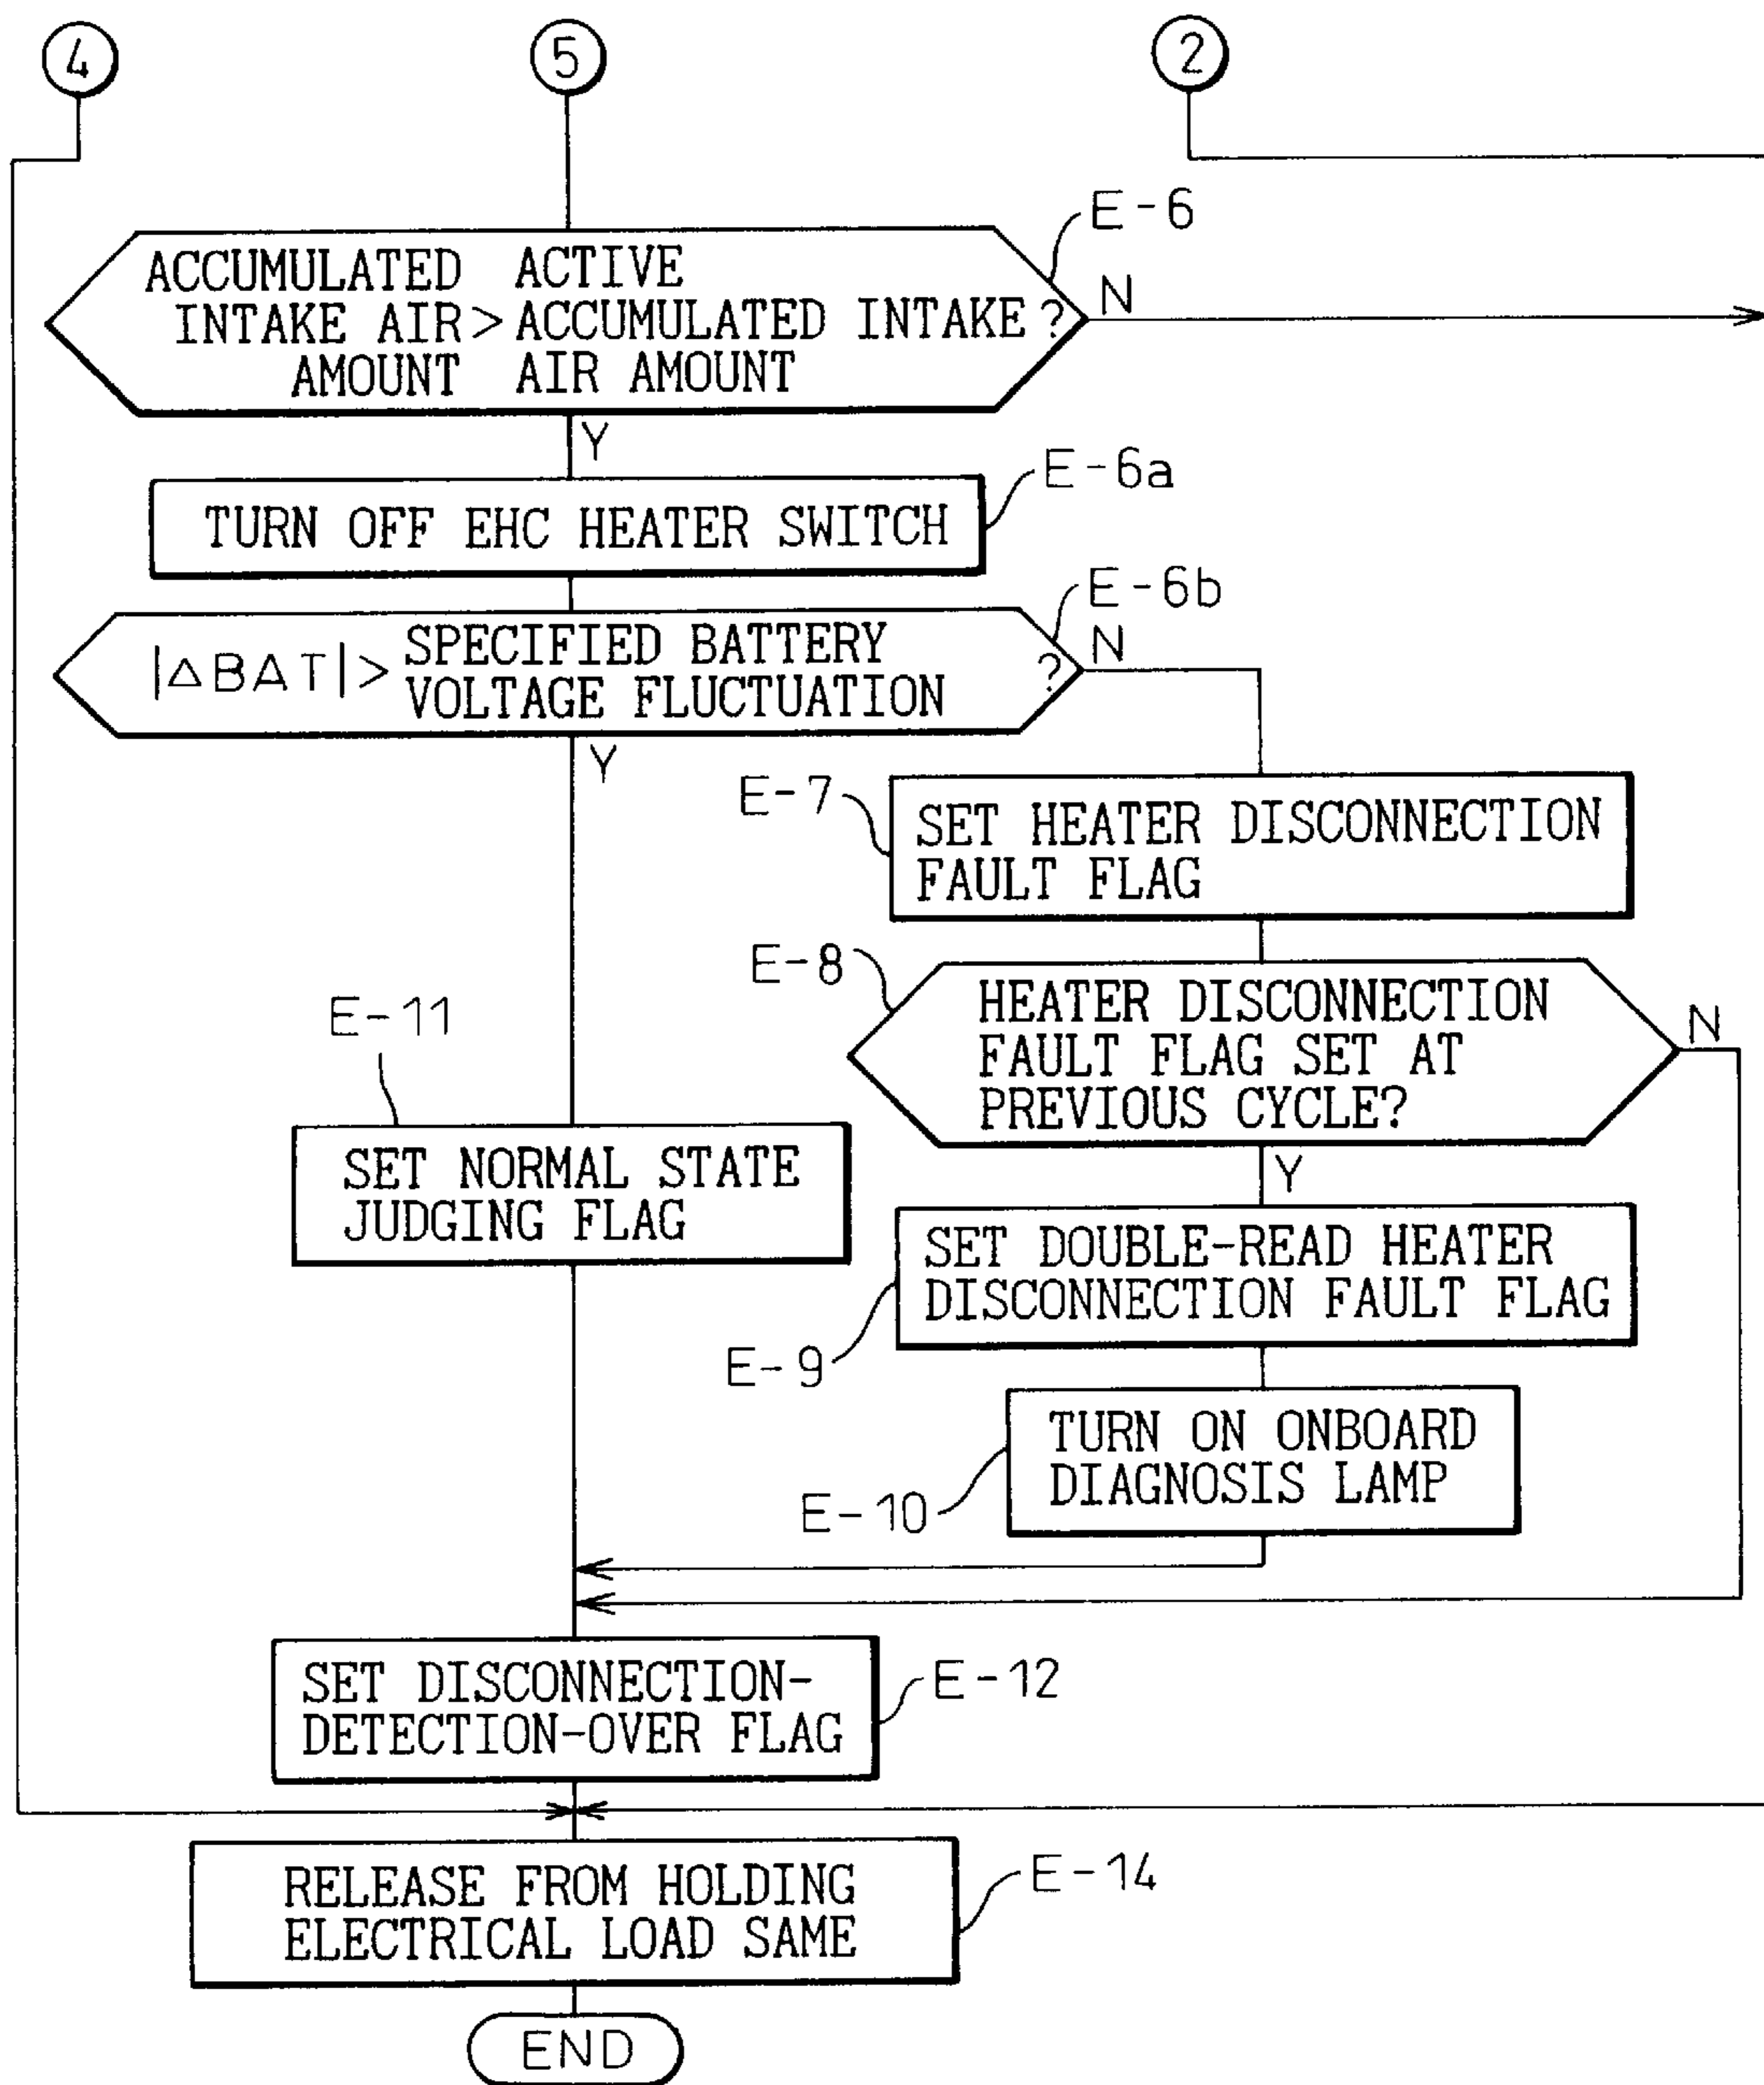 4
5
2
E-6
ACCUMULATED ACTIVE
INTAKE AIR > ACCUMULATED INTAKE ?
AMOUNT AIR AMOUNT
N
Y
E-6a
TURN OFF EHC HEATER SWITCH
E-6b
|ΔBAT| > SPECIFIED BATTERY
VOLTAGE FLUCTUATION ?
N
Y
E-7
SET HEATER DISCONNECTION
FAULT FLAG
E-8
HEATER DISCONNECTION
FAULT FLAG SET AT
PREVIOUS CYCLE?
N
Y
E-11
SET NORMAL STATE
JUDGING FLAG
SET DOUBLE-READ HEATER
DISCONNECTION FAULT FLAG
E-9
TURN ON ONBOARD
DIAGNOSIS LAMP
E-10
SET DISCONNECTION-
DETECTION-OVER FLAG
E-12
RELEASE FROM HOLDING
ELECTRICAL LOAD SAME
E-14
END